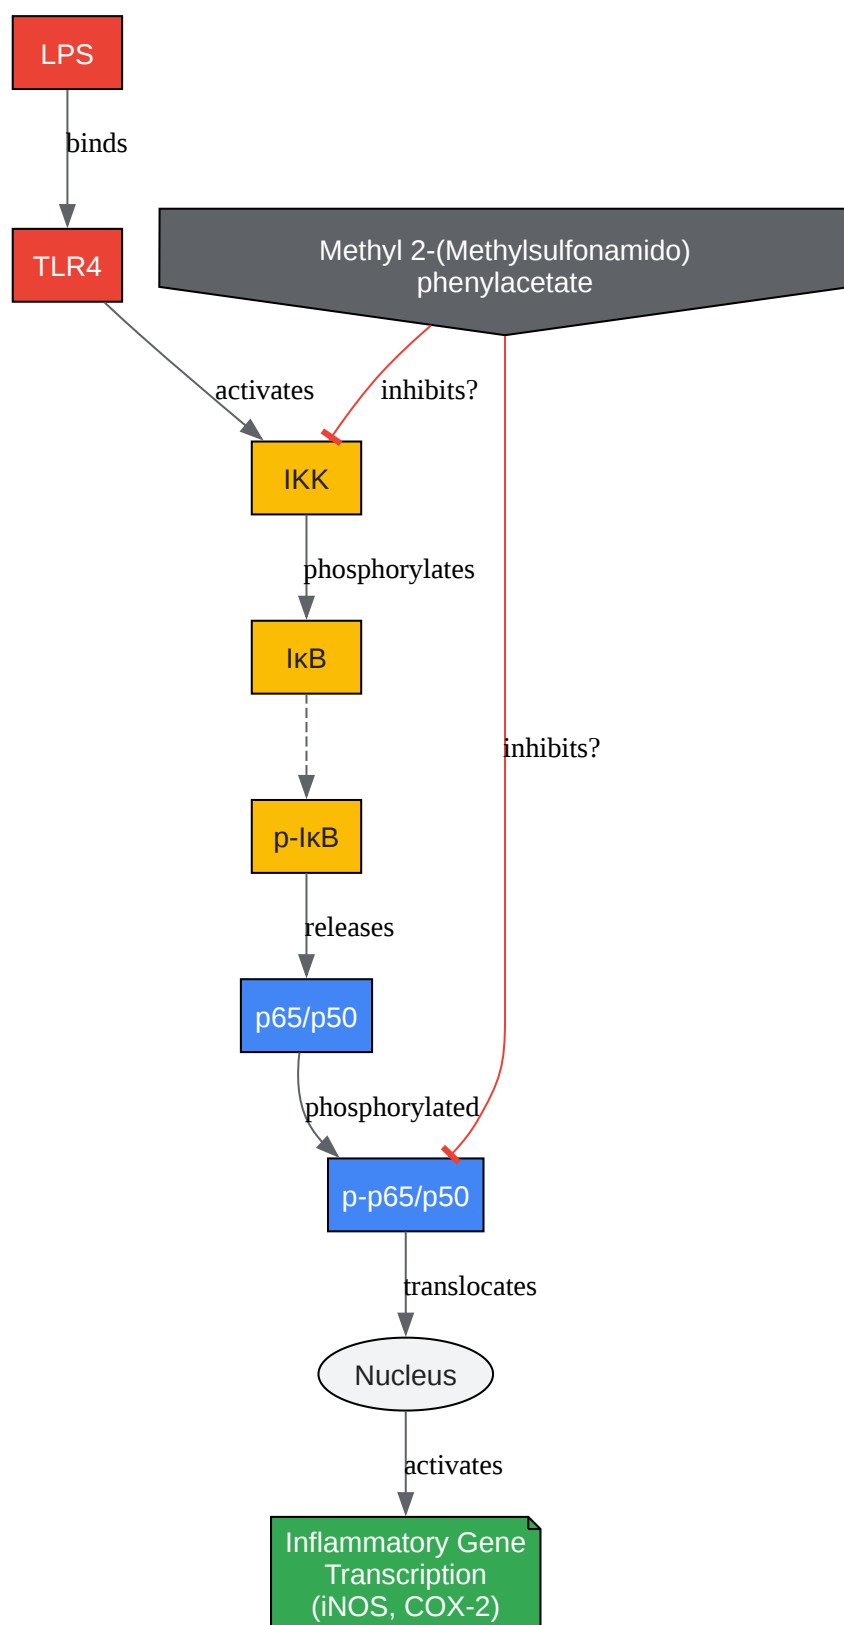 LPS
binds
TLR4
Methyl 2-(Methylsulfonamido)
phenylacetate
activates
inhibits?
IKK
phosphorylates
IκB
inhibits?
p-IκB
releases
p65/p50
phosphorylated
p-p65/p50
translocates
Nucleus
activates
Inflammatory Gene
Transcription
(iNOS, COX-2)